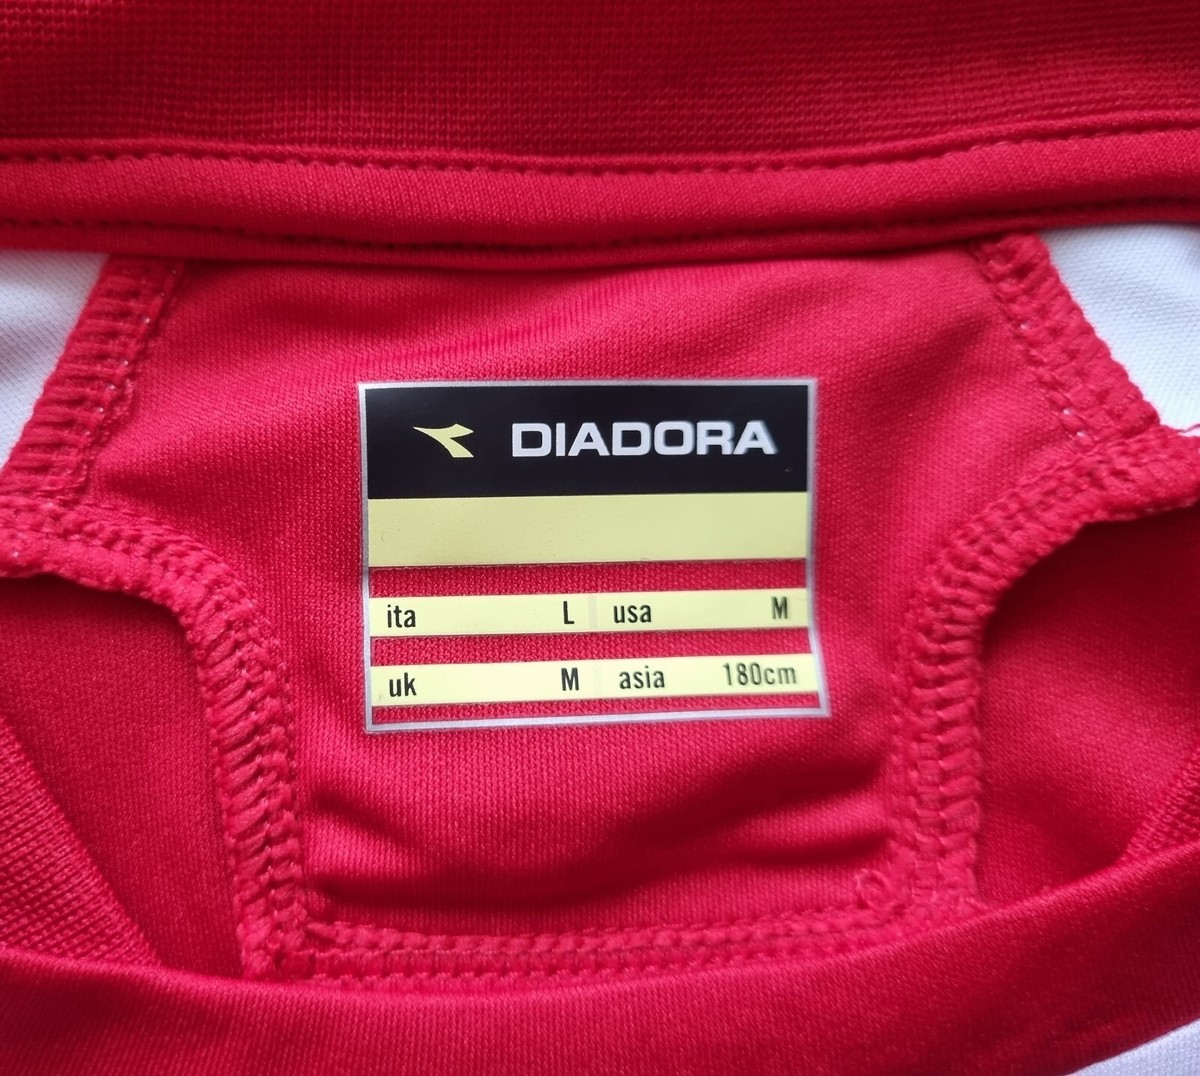 DIADORA
ita L usa M
uk M asia 180cm